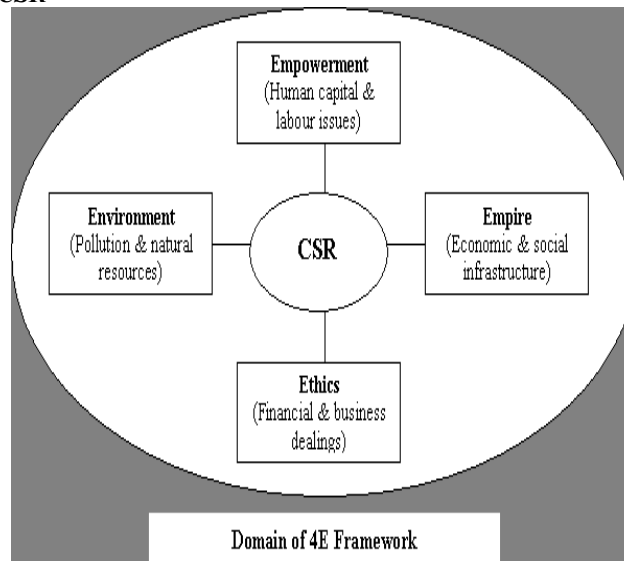 CSR
Empowerment
(Human capital &
labour issues)
Environment
(Pollution & natural
resources)
CSR
Empire
(Economic & social
infrastructure)
Ethics
(Financial & business
dealings)
Domain of 4E Framework